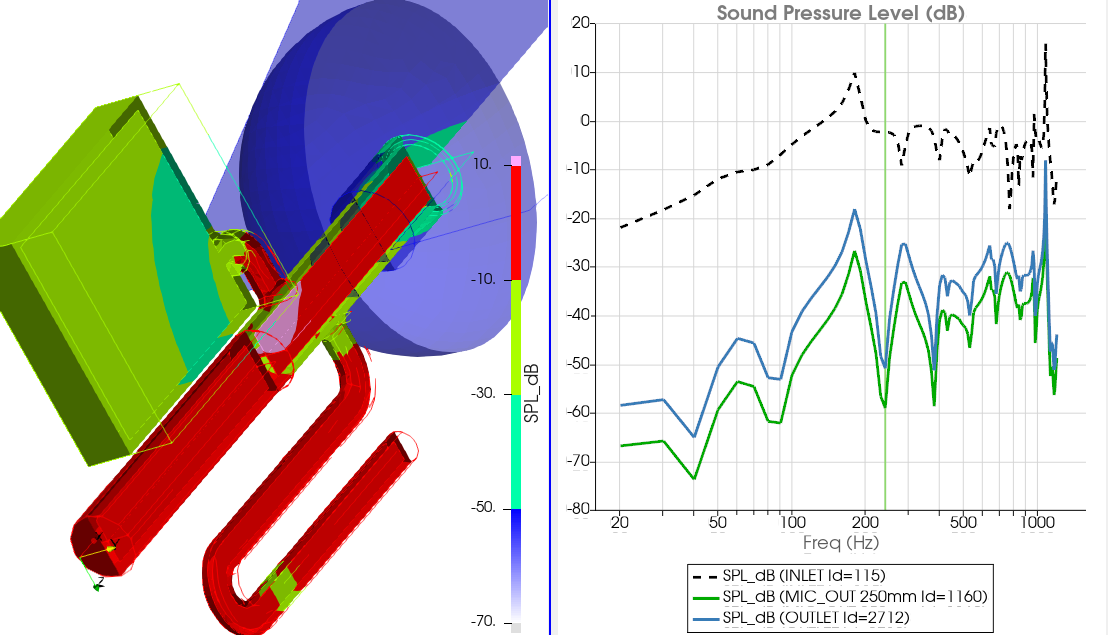 10.
-10.
-30.
-50.
-70.
SPL_dB
X
Y
Z
Sound Pressure Level (dB)
20
10
0
-10
-20
-30
-40
-50
-60
-70
-80
20 50 100 200 500 1000
Freq (Hz)
SPL_dB (INLET Id=115)
SPL_dB (MIC_OUT 250mm Id=1160)
SPL_dB (OUTLET Id=2712)